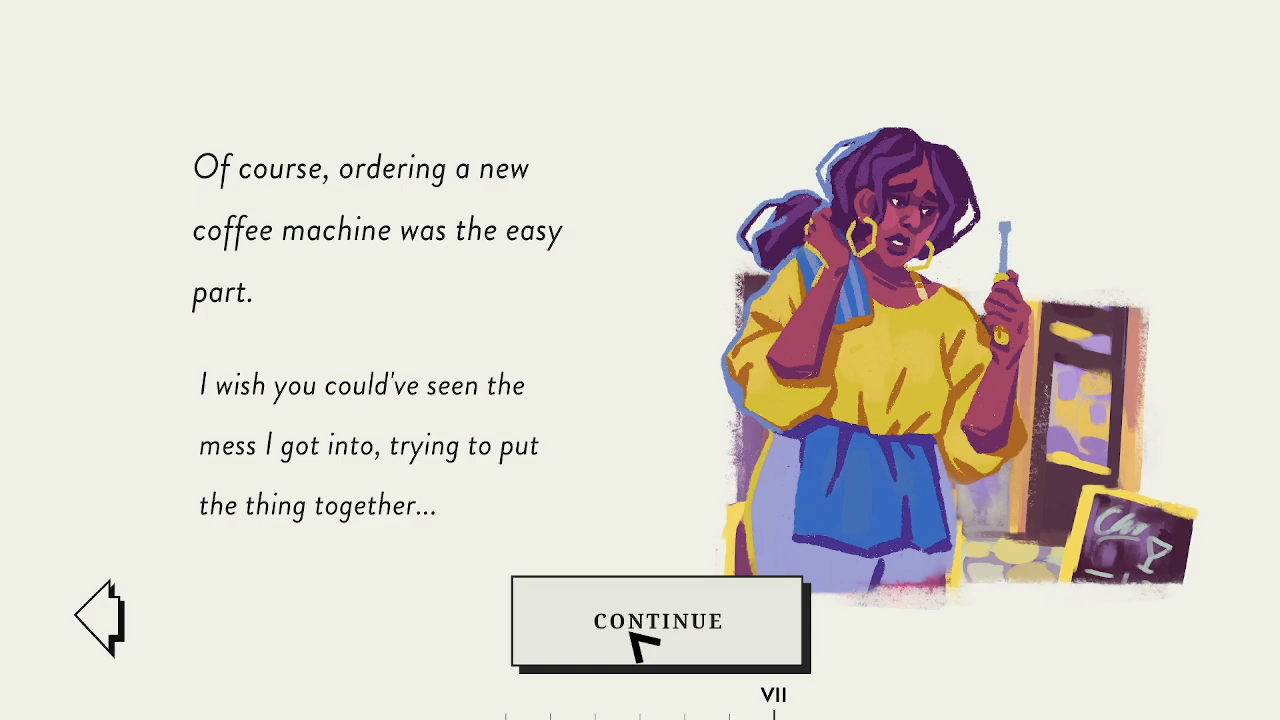 Of course, ordering a new
coffee machine was the easy
part.
I wish you could've seen the
mess I got into, trying to put
the thing together...
CONTINUE
VII